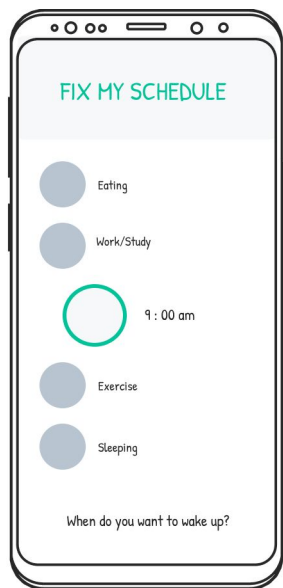 FIX MY SCHEDULE
Eating
Work/Study
9 : 00 am
Exercise
Sleeping
When do you want to wake up?